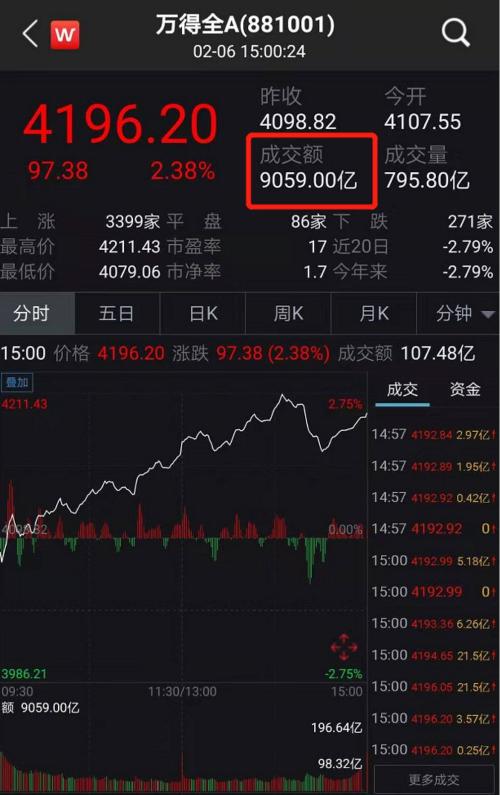 W 万得全A(881001)
02-06 15:00:24
4196.20
97.38 2.38%
昨收 今开
4098.82 4107.55
成交额 成交量
9059.00亿 795.80亿
上涨 3399家 平盘 86家 下跌 271家
最高价 4211.43 市盈率 17 近20日 -2.79%
最低价 4079.06 市净率 1.7 今年来 -2.79%
分时 五日 日K 周K 月K 分钟
15:00 价格 4196.20 涨跌 97.38 (2.38%) 成交额 107.48亿
叠加
4211.43 2.75%
4098.82 0.00%
3986.21 -2.75%
09:30 11:30/13:00 15:00
额 9059.00亿
196.64亿
98.32亿
成交 资金
14:57 4192.84 2.97亿↑
14:57 4192.89 1.95亿↑
14:57 4192.92 0.42亿↑
14:57 4192.92 0↑
15:00 4192.99 5.18亿↑
15:00 4192.99 0↑
15:00 4193.36 6.26亿↑
15:00 4194.65 21.5亿↑
15:00 4196.05 21.5亿↑
15:00 4196.20 3.57亿↑
15:00 4196.20 0.25亿↑
更多成交